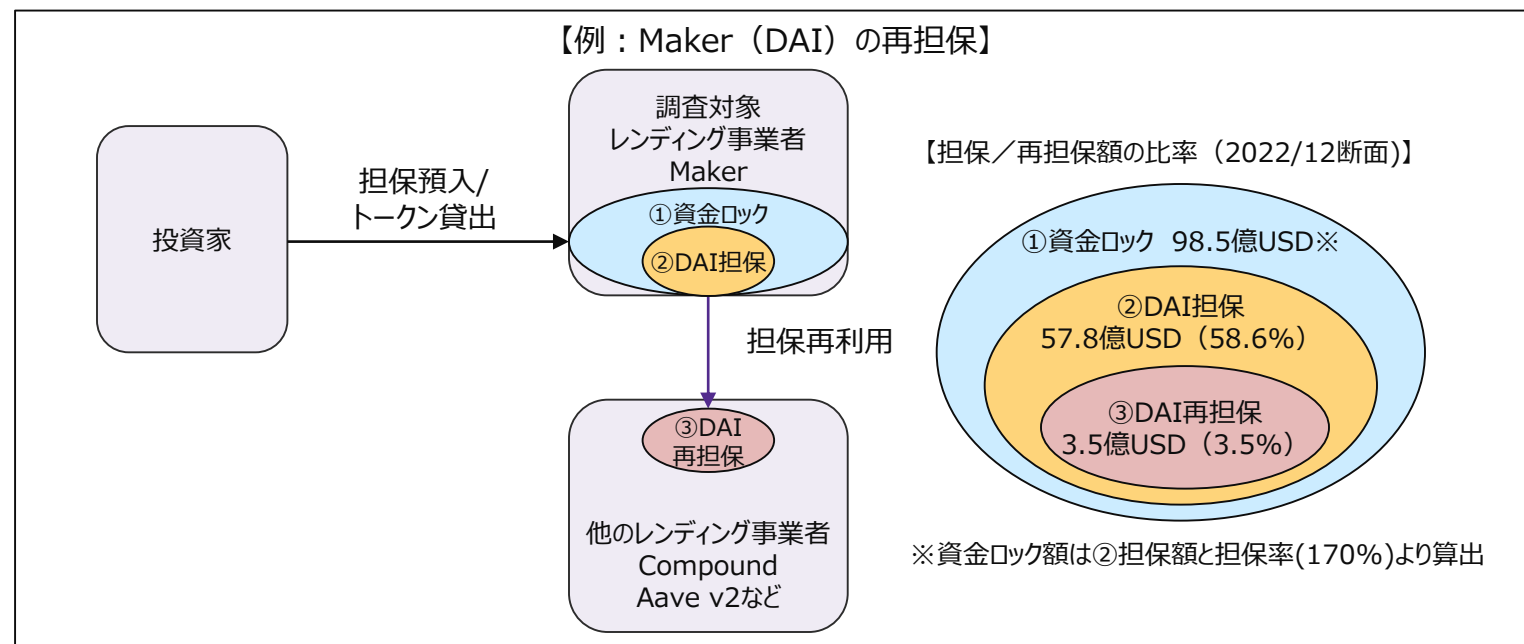 【例：Maker（DAI）の再担保】
投資家
担保預入/
トークン貸出
調査対象
レンディング事業者
Maker
①資金ロック
②DAI担保
担保再利用
③DAI
再担保
他のレンディング事業者
Compound
Aave v2など
【担保／再担保額の比率（2022/12断面)】
①資金ロック 98.5億USD※
②DAI担保
57.8億USD（58.6%）
③DAI再担保
3.5億USD（3.5%）
※資金ロック額は②担保額と担保率(170%)より算出